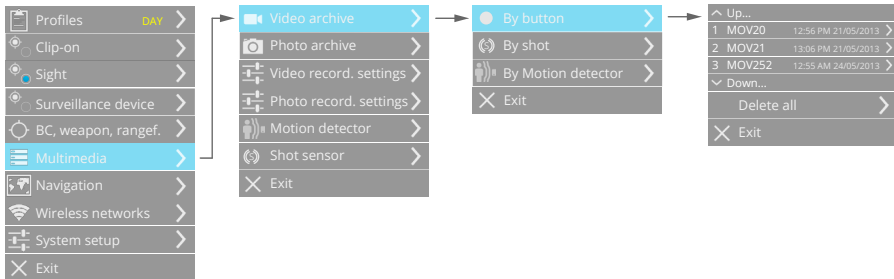 Profiles DAY
Clip-on
Sight
Surveillance device
BC, weapon, rangef.
Multimedia
Navigation
Wireless networks
System setup
Exit
Video archive
Photo archive
Video record. settings
Photo record. settings
Motion detector
Shot sensor
Exit
By button
By shot
By Motion detector
Exit
Up...
1 MOV20 12:56 PM 21/05/2013
2 MOV21 13:06 PM 21/05/2013
3 MOV252 12:55 AM 24/05/2013
Down...
Delete all
Exit